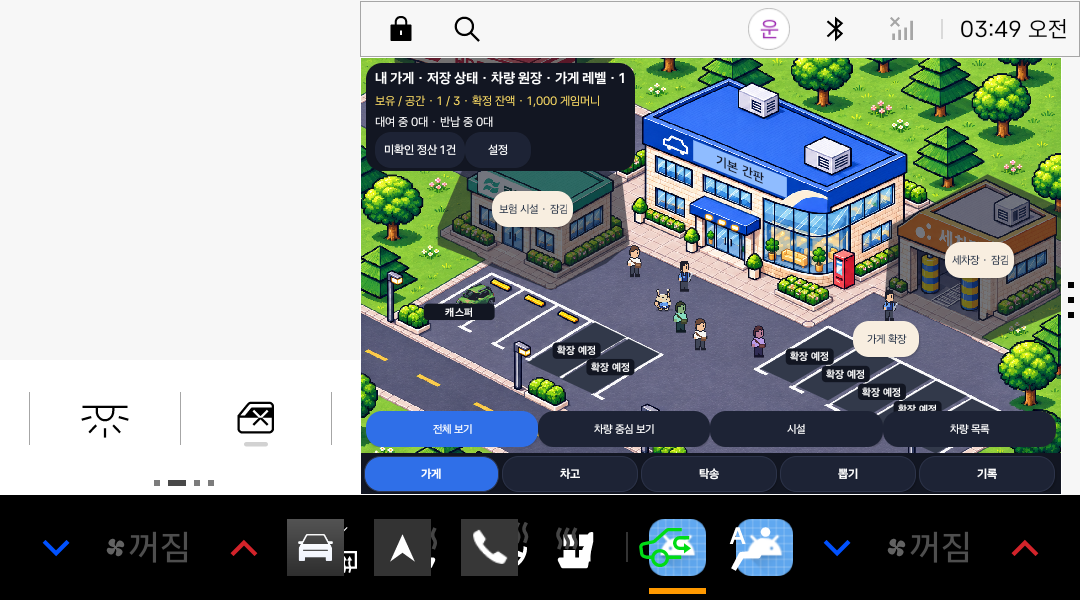 운
03:49 오전
내 가게 · 저장 상태 · 차량 원장 · 가게 레벨 · 1
보유 / 공간 · 1 / 3 · 확정 잔액 · 1,000 게임머니
대여 중 0대 · 반납 중 0대
미확인 정산 1건
설정
기본 간판
보험 시설 · 잠김
세차
세차장 · 잠김
캐스퍼
가게 확장
확장 예정
확장 예정
확장 예정
확장 예정
확장 예정
확장 예정
전체 보기
차량 중심 보기
시설
차량 목록
가게
차고
탁송
뽑기
기록
꺼짐
A
꺼짐